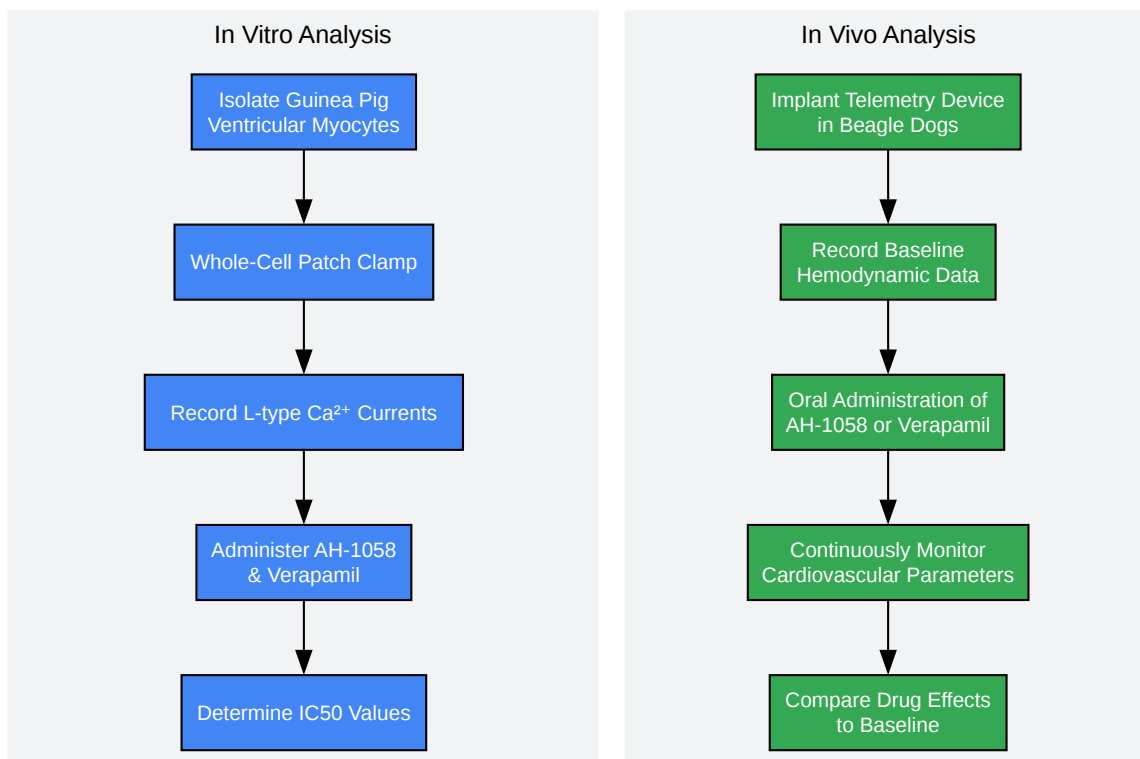 In Vitro Analysis
Isolate Guinea Pig
Ventricular Myocytes
Whole-Cell Patch Clamp
Record L-type Ca²⁺ Currents
Administer AH-1058
& Verapamil
Determine IC50 Values
In Vivo Analysis
Implant Telemetry Device
in Beagle Dogs
Record Baseline
Hemodynamic Data
Oral Administration of
AH-1058 or Verapamil
Continuously Monitor
Cardiovascular Parameters
Compare Drug Effects
to Baseline